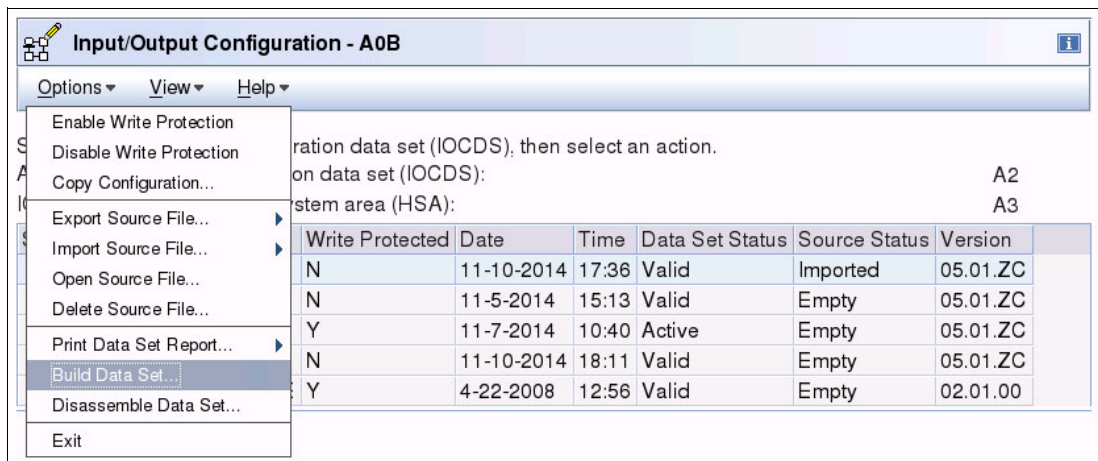 Input/Output Configuration - A0B
i
Options View Help
Enable Write Protection
Disable Write Protection
Copy Configuration...
Export Source File...
Import Source File...
Open Source File...
Delete Source File...
Print Data Set Report...
Build Data Set...
Disassemble Data Set...
Exit
ration data set (IOCDS), then select an action.
on data set (IOCDS): A2
stem area (HSA): A3
Write Protected Date Time Data Set Status Source Status Version
N 11-10-2014 17:36 Valid Imported 05.01.ZC
N 11-5-2014 15:13 Valid Empty 05.01.ZC
Y 11-7-2014 10:40 Active Empty 05.01.ZC
N 11-10-2014 18:11 Valid Empty 05.01.ZC
Y 4-22-2008 12:56 Valid Empty 02.01.00